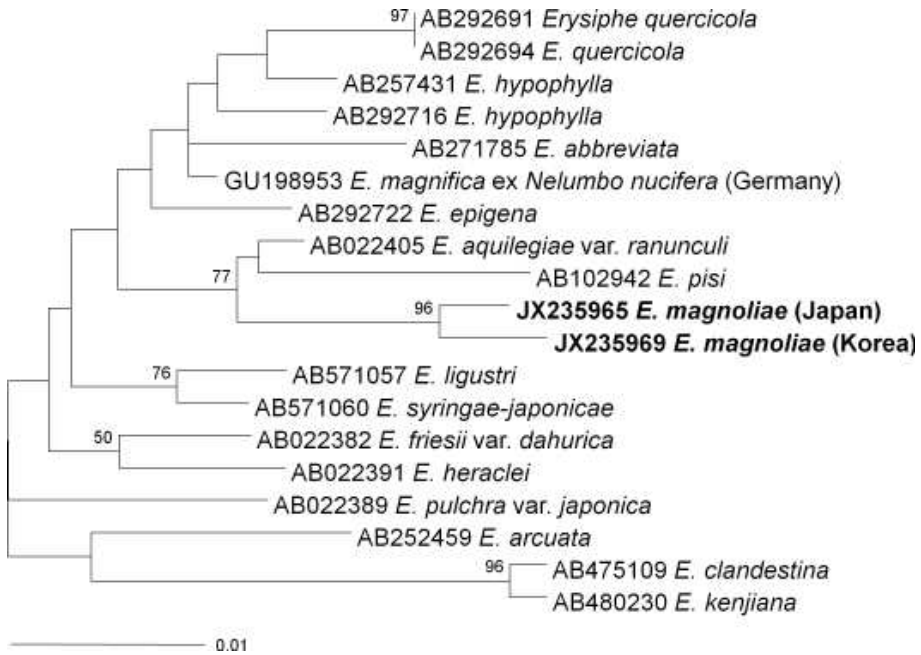 97
AB292691 Erysiphe quercicola
AB292694 E. quercicola
AB257431 E. hypophylla
AB292716 E. hypophylla
AB271785 E. abbreviata
GU198953 E. magnifica ex Nelumbo nucifera (Germany)
AB292722 E. epigena
AB022405 E. aquilegiae var. ranunculi
77
AB102942 E. pisi
96
JX235965 E. magnoliae (Japan)
JX235969 E. magnoliae (Korea)
76
AB571057 E. ligustri
AB571060 E. syringae-japonicae
50
AB022382 E. friesii var. dahurica
AB022391 E. heraclei
AB022389 E. pulchra var. japonica
AB252459 E. arcuata
96
AB475109 E. clandestina
AB480230 E. kenjiana
0.01